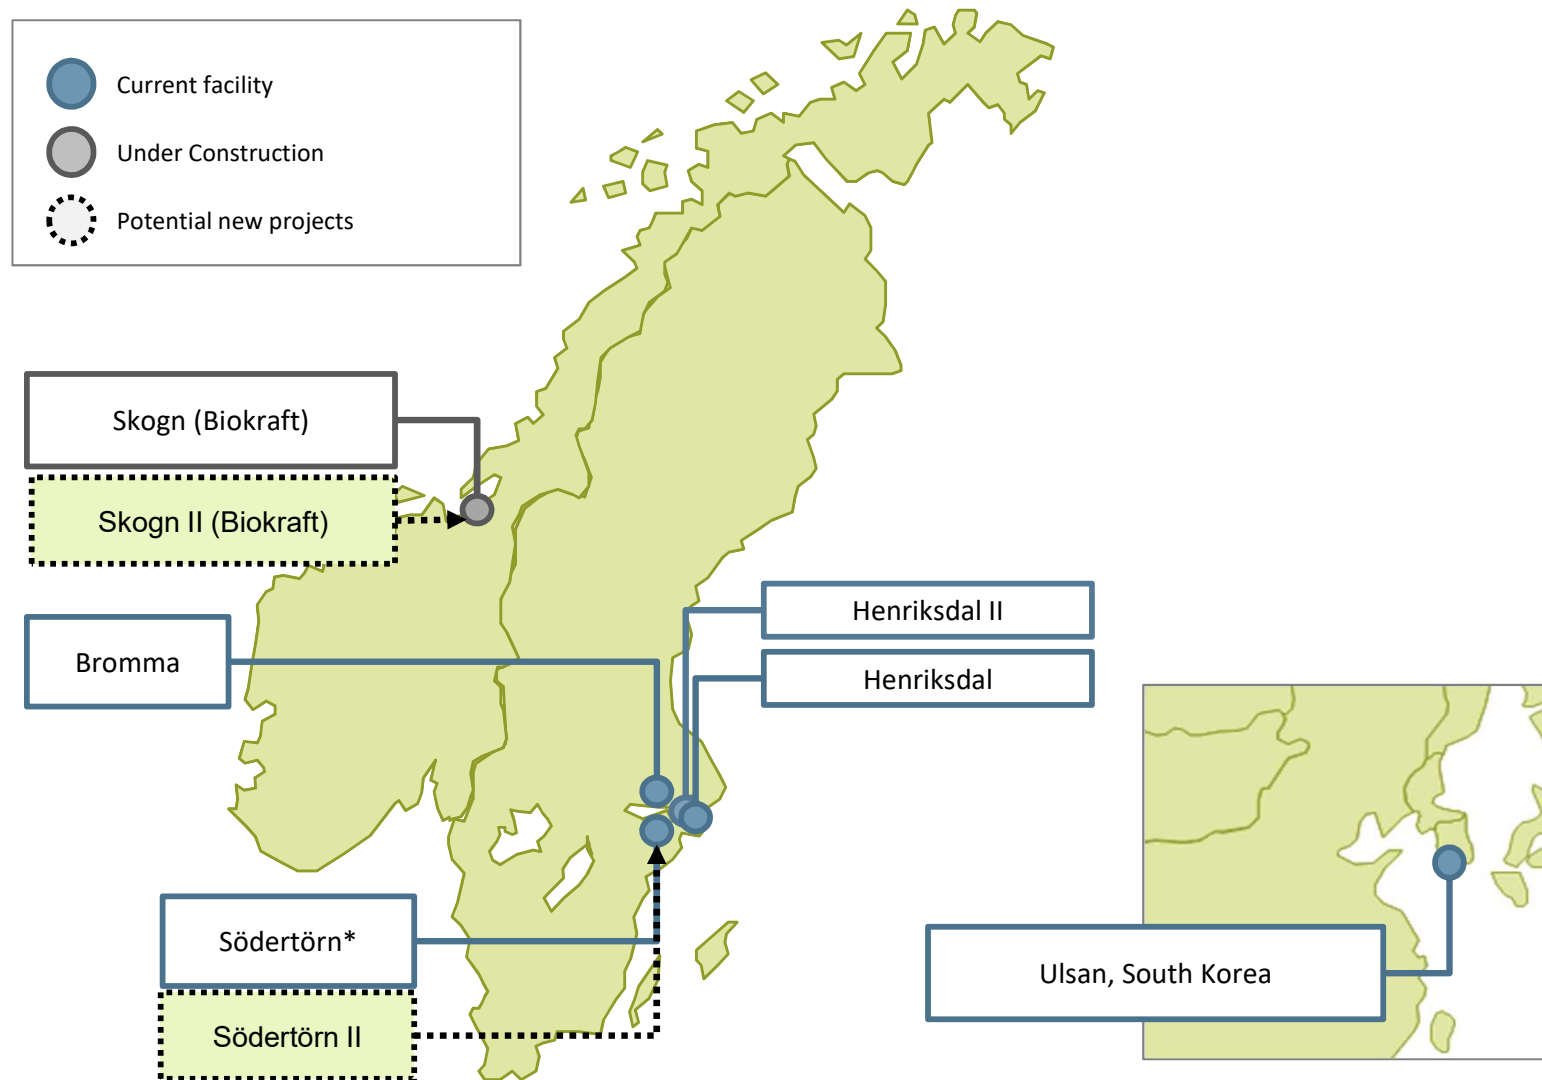 Current facility
Under Construction
Potential new projects
Skogn (Biokraft)
Skogn II (Biokraft)
Bromma
Henriksdal II
Henriksdal
Södertörn*
Södertörn II
Ulsan, South Korea